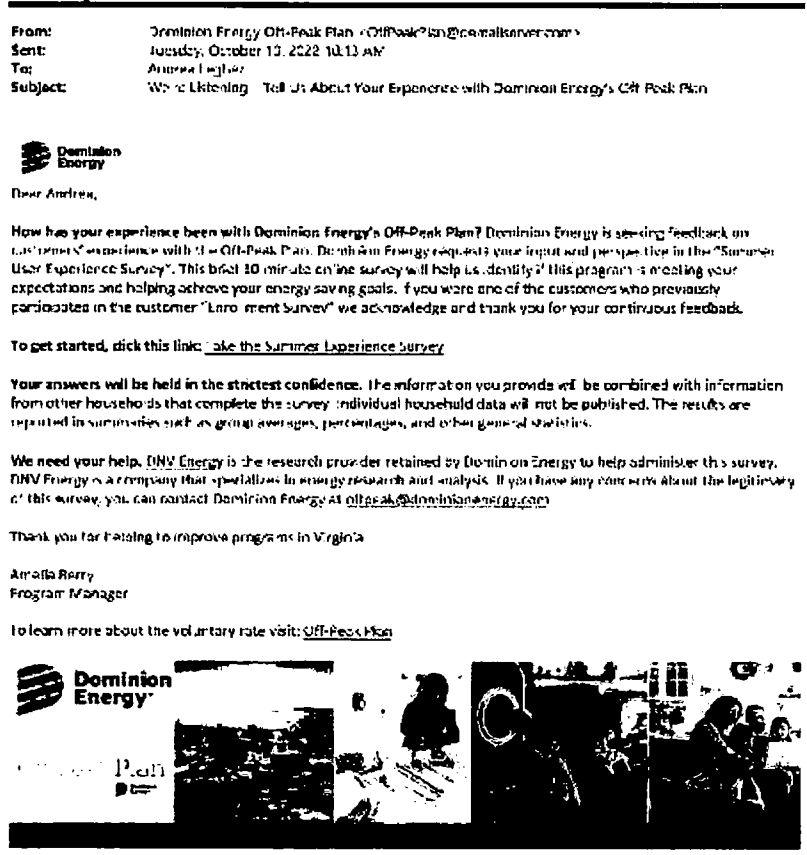 From: Dominion Energy Off-Peak Plan
Sent: Tuesday, October 2022 10:13 AM
To: Andrea
Subject: We're Listening Tell Us About Your Experience with Dominion Energy's Off-Peak Plan
Dominion
Energy
Dear Andrea,
How has your experience been with Dominion Energy's Off-Peak Plan? Dominion Energy is seeking feedback on
customers' experience with the Off-Peak Plan. Dominion Energy requests your input and perspective in the "Summer
User Experience Survey". This brief 10 minute online survey will help us identify if this program is meeting your
expectations and helping achieve your energy saving goals. If you were one of the customers who previously
participated in the customer "Enrollment Survey" we acknowledge and thank you for your continuous feedback.
To get started, click this link: Take the Summer Experience Survey
Your answers will be held in the strictest confidence. The information you provide will be combined with information
from other households that complete the survey. Individual household data will not be published. The results are
reported in summaries such as group averages, percentages, and other general statistics.
We need your help. DNV Energy is the research provider retained by Dominion Energy to help administer this survey.
DNV Energy is a company that specializes in energy research and analysis. If you have any concerns about the legitimacy
of this survey, you can contact Dominion Energy at offpeak@dominionenergy.com
Thank you for helping to improve programs in Virginia
Amelia Berry
Program Manager
To learn more about the voluntary rate visit: Off-Peak Plan
Dominion
Energy
Plan